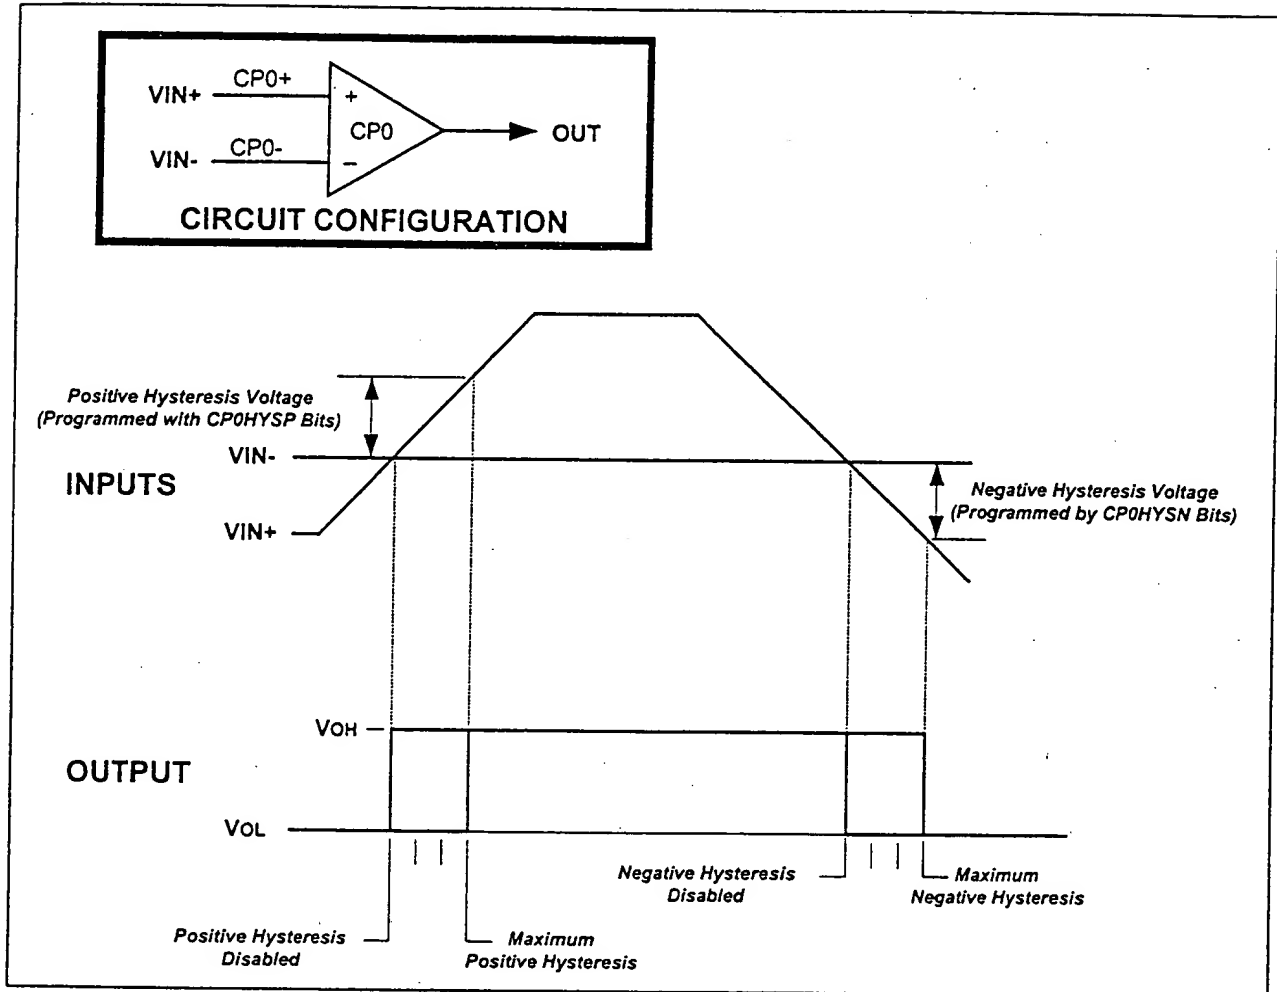 VIN+
CP0+
+
CP0
OUT
VIN-
CP0-
−
CIRCUIT CONFIGURATION
Positive Hysteresis Voltage
(Programmed with CP0HYSP Bits)
VIN-
INPUTS
VIN+
Negative Hysteresis Voltage
(Programmed by CP0HYSN Bits)
VOH
OUTPUT
VOL
Negative Hysteresis
Disabled
Maximum
Negative Hysteresis
Positive Hysteresis
Disabled
Maximum
Positive Hysteresis